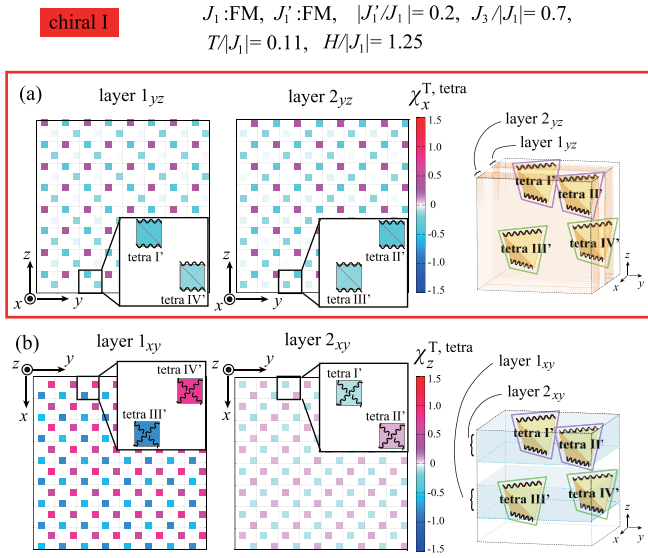 chiral I
J₁ :FM, J₁’ :FM, |J₁’/J₁| = 0.2, J₃ /|J₁|= 0.7,
T/|J₁|= 0.11, H/|J₁|= 1.25
(a)
layer 1yz
layer 2yz
χₓT, tetra
1.5
1.0
0.5
0
-0.5
-1.0
-1.5
tetra I’
tetra IV’
tetra II’
tetra III’
z
x
y
z
x
y
layer 2yz
layer 1yz
tetra I’
tetra II’
tetra III’
tetra IV’
z
x
y
(b)
layer 1xy
layer 2xy
χzT, tetra
z
y
x
z
y
x
tetra IV’
tetra III’
tetra I’
tetra II’
1.5
1.0
0.5
0
-0.5
-1.0
-1.5
layer 1xy
layer 2xy
tetra I’
tetra II’
tetra III’
tetra IV’
z
x
y